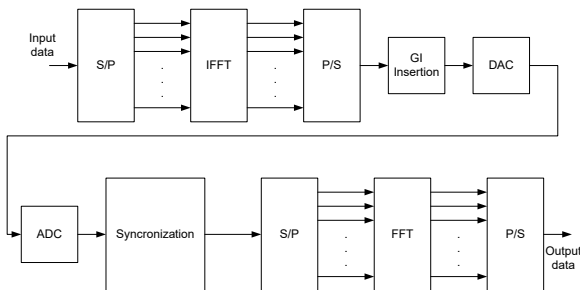 Input
data
S/P
IFFT
P/S
GI
Insertion
DAC
ADC
Syncronization
S/P
FFT
P/S
Output
data